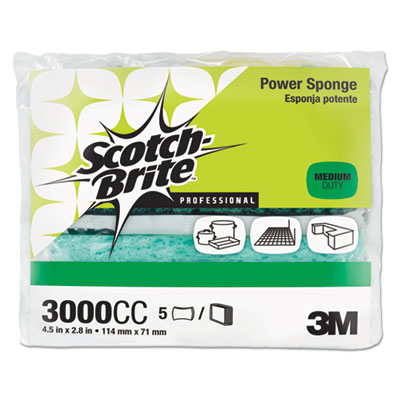 Power Sponge
Esponja potente
Scotch-
Brite
PROFESSIONAL
MEDIUM
DUTY
3000CC 5 /
4.5 in x 2.8 in • 114 mm x 71 mm
3M